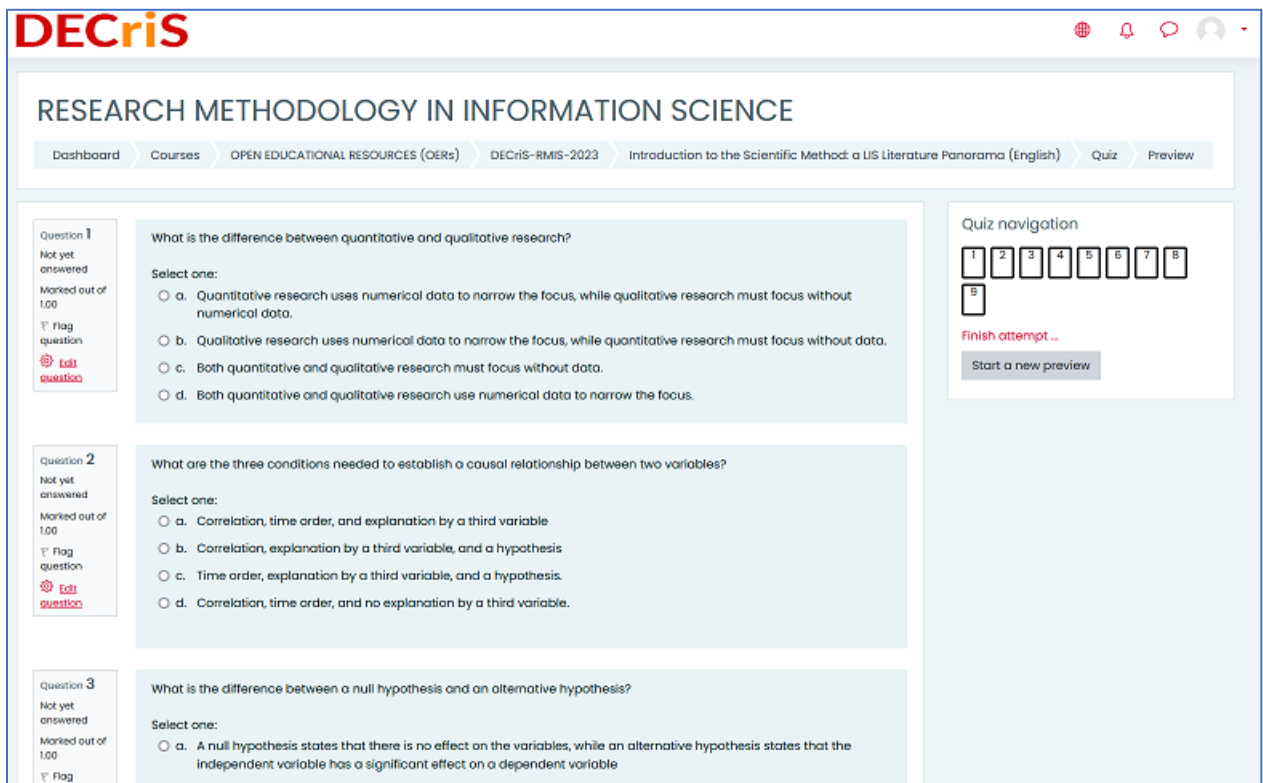 DECriS
RESEARCH METHODOLOGY IN INFORMATION SCIENCE
Dashboard Courses OPEN EDUCATIONAL RESOURCES (OERs) DECriS-RMIS-2023 Introduction to the Scientific Method: a LIS Literature Panorama (English) Quiz Preview
Question 1
Not yet
answered
Marked out of
1.00
Flag
question
Edit
question
What is the difference between quantitative and qualitative research?
Select one:
a. Quantitative research uses numerical data to narrow the focus, while qualitative research must focus without
numerical data.
b. Qualitative research uses numerical data to narrow the focus, while quantitative research must focus without data.
c. Both quantitative and qualitative research must focus without data.
d. Both quantitative and qualitative research use numerical data to narrow the focus.
Question 2
Not yet
answered
Marked out of
1.00
Flag
question
Edit
question
What are the three conditions needed to establish a causal relationship between two variables?
Select one:
a. Correlation, time order, and explanation by a third variable
b. Correlation, explanation by a third variable, and a hypothesis
c. Time order, explanation by a third variable, and a hypothesis.
d. Correlation, time order, and no explanation by a third variable.
Question 3
Not yet
answered
Marked out of
1.00
Flag
What is the difference between a null hypothesis and an alternative hypothesis?
Select one:
a. A null hypothesis states that there is no effect on the variables, while an alternative hypothesis states that the
independent variable has a significant effect on a dependent variable
Quiz navigation
1 2 3 4 5 6 7 8
9
Finish attempt ...
Start a new preview